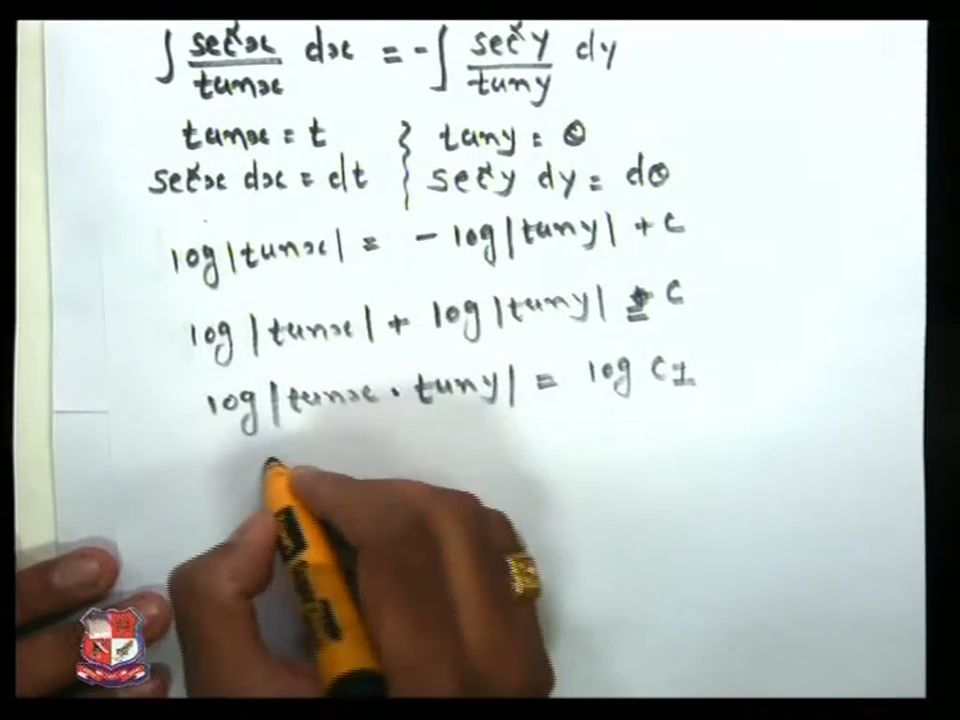 ∫ sec²x/tanx dx = -∫ sec²y/tany dy
tanx = t } tany = θ
sec²x dx = dt } sec²y dy = dθ
log|tanx| = - log|tany| + c
log|tanx| + log|tany| = c
log|tanx · tany| = log c1